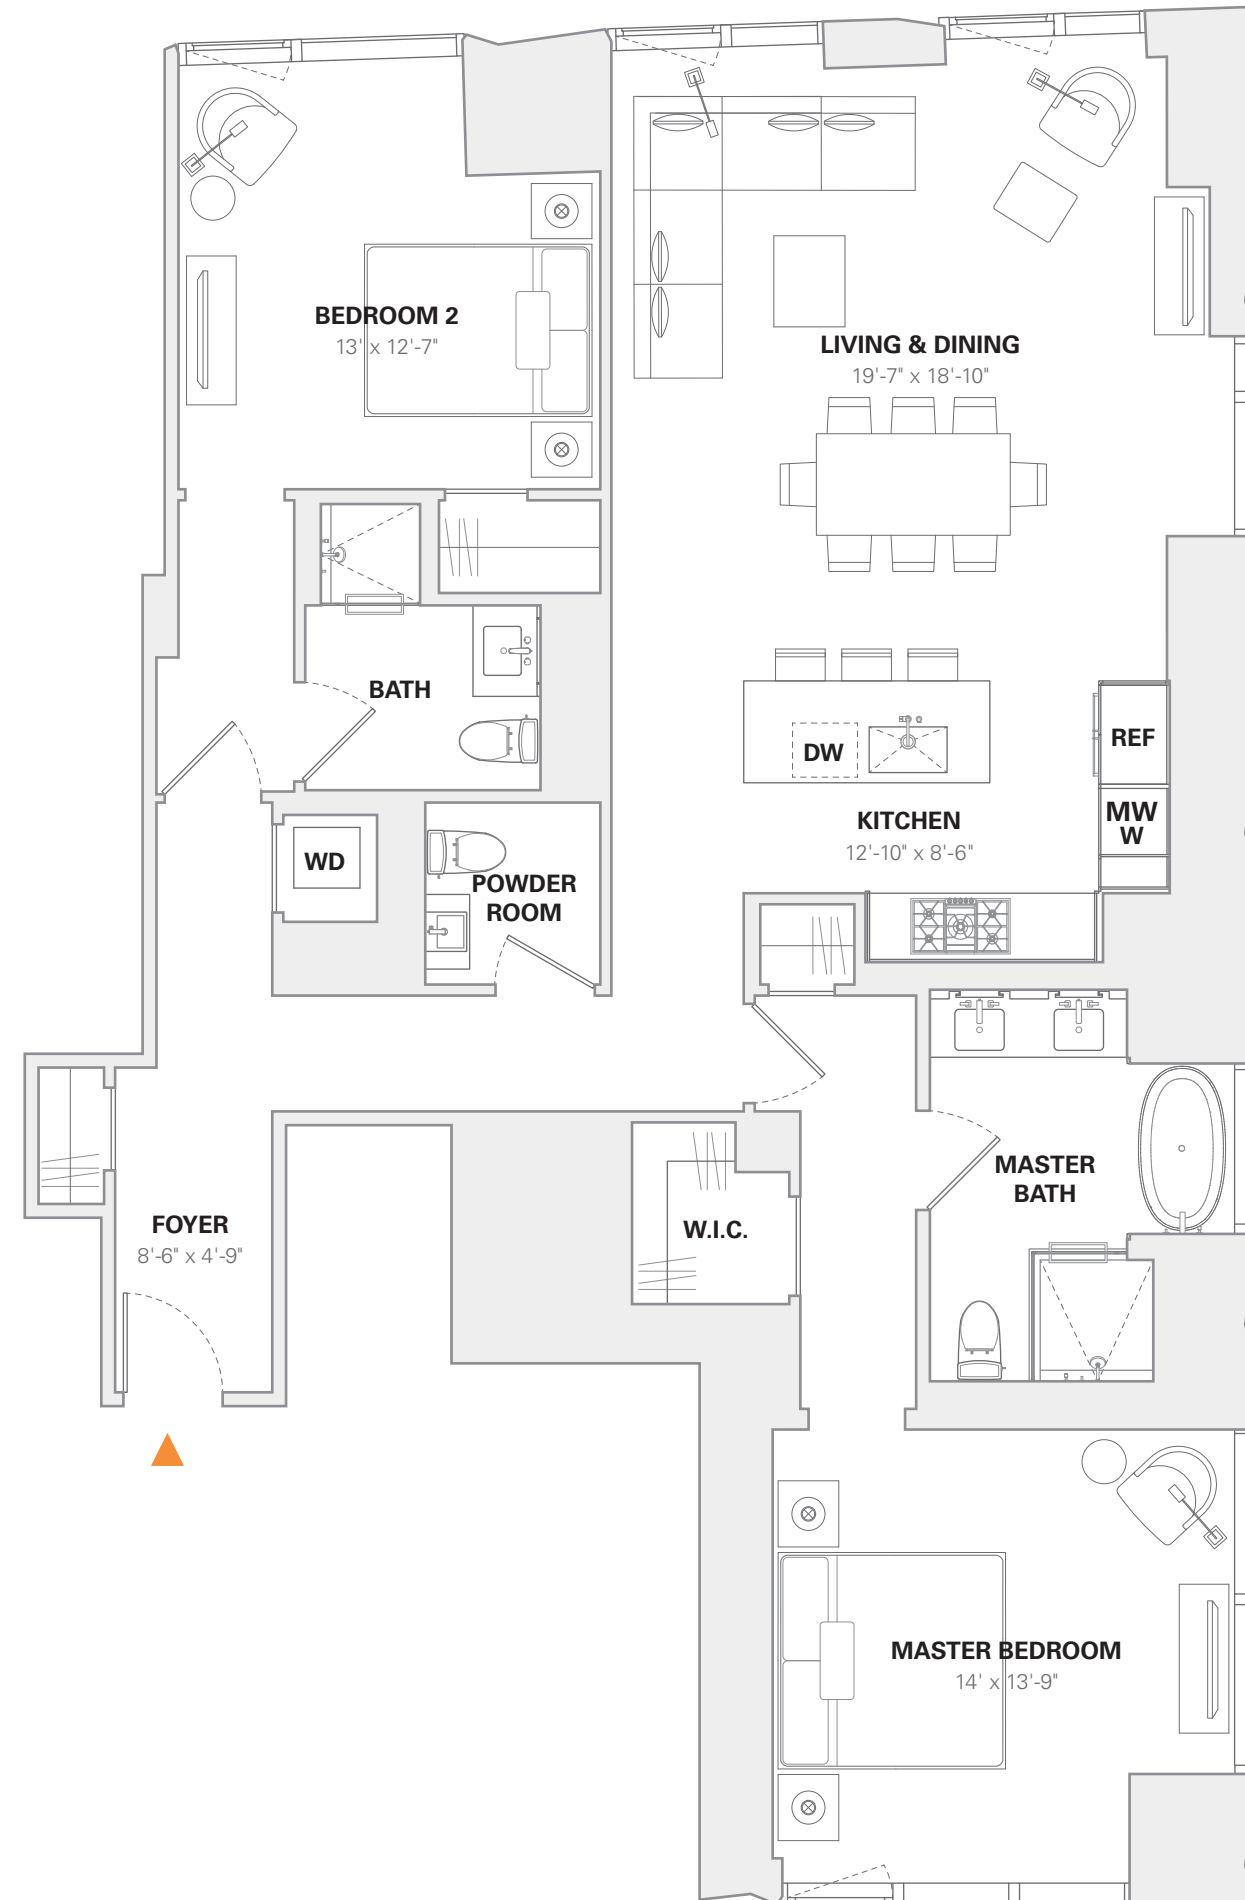 BEDROOM 2
13' x 12'-7"
LIVING & DINING
19'-7" x 18'-10"
BATH
REF
DW
MW
W
KITCHEN
12'-10" x 8'-6"
WD
POWDER
ROOM
MASTER
BATH
FOYER
8'-6" x 4'-9"
W.I.C.
MASTER BEDROOM
14' x 13'-9"